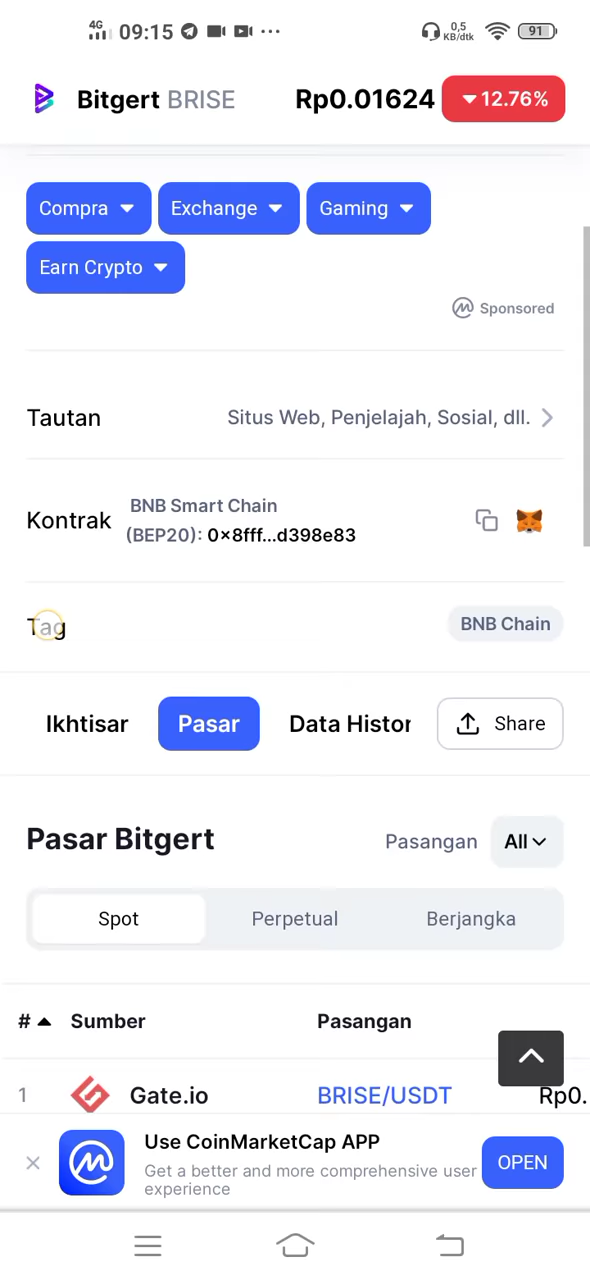 4G 09:15 ··· 0,5 KB/dtk 91
Bitgert BRISE Rp0.01624 12.76%
Compra Exchange Gaming
Earn Crypto
Sponsored
Tautan Situs Web, Penjelajah, Sosial, dll.
Kontrak BNB Smart Chain
(BEP20): 0x8fff...d398e83
Tag BNB Chain
Ikhtisar Pasar Data Histor Share
Pasar Bitgert Pasangan All
Spot Perpetual Berjangka
# Sumber Pasangan
1 Gate.io BRISE/USDT Rp0.
Use CoinMarketCap APP
Get a better and more comprehensive user
experience
OPEN